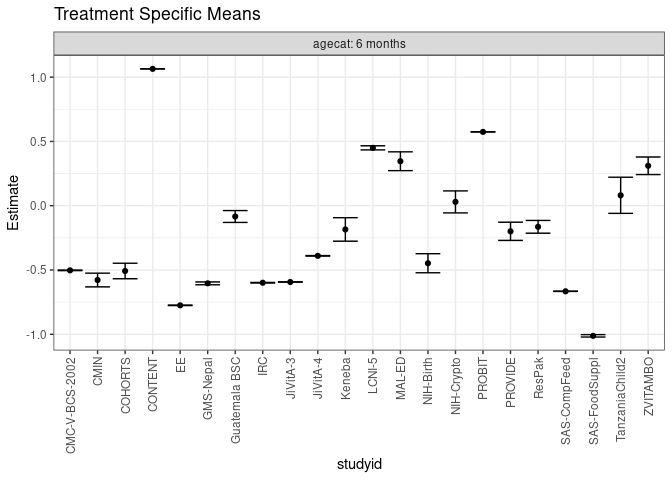 Treatment Specific Means
agecat: 6 months
Estimate
1.0
0.5
0.0
-0.5
-1.0
CMC-V-BCS-2002
CMIN
COHORTS
CONTENT
EE
GMS-Nepal
Guatemala BSC
IRC
JiVitA-3
JiVitA-4
Keneba
LCNI-5
MAL-ED
NIH-Birth
NIH-Crypto
PROBIT
PROVIDE
ResPak
SAS-CompFeed
SAS-FoodSuppl
TanzaniaChild2
ZVITAMBO
studyid